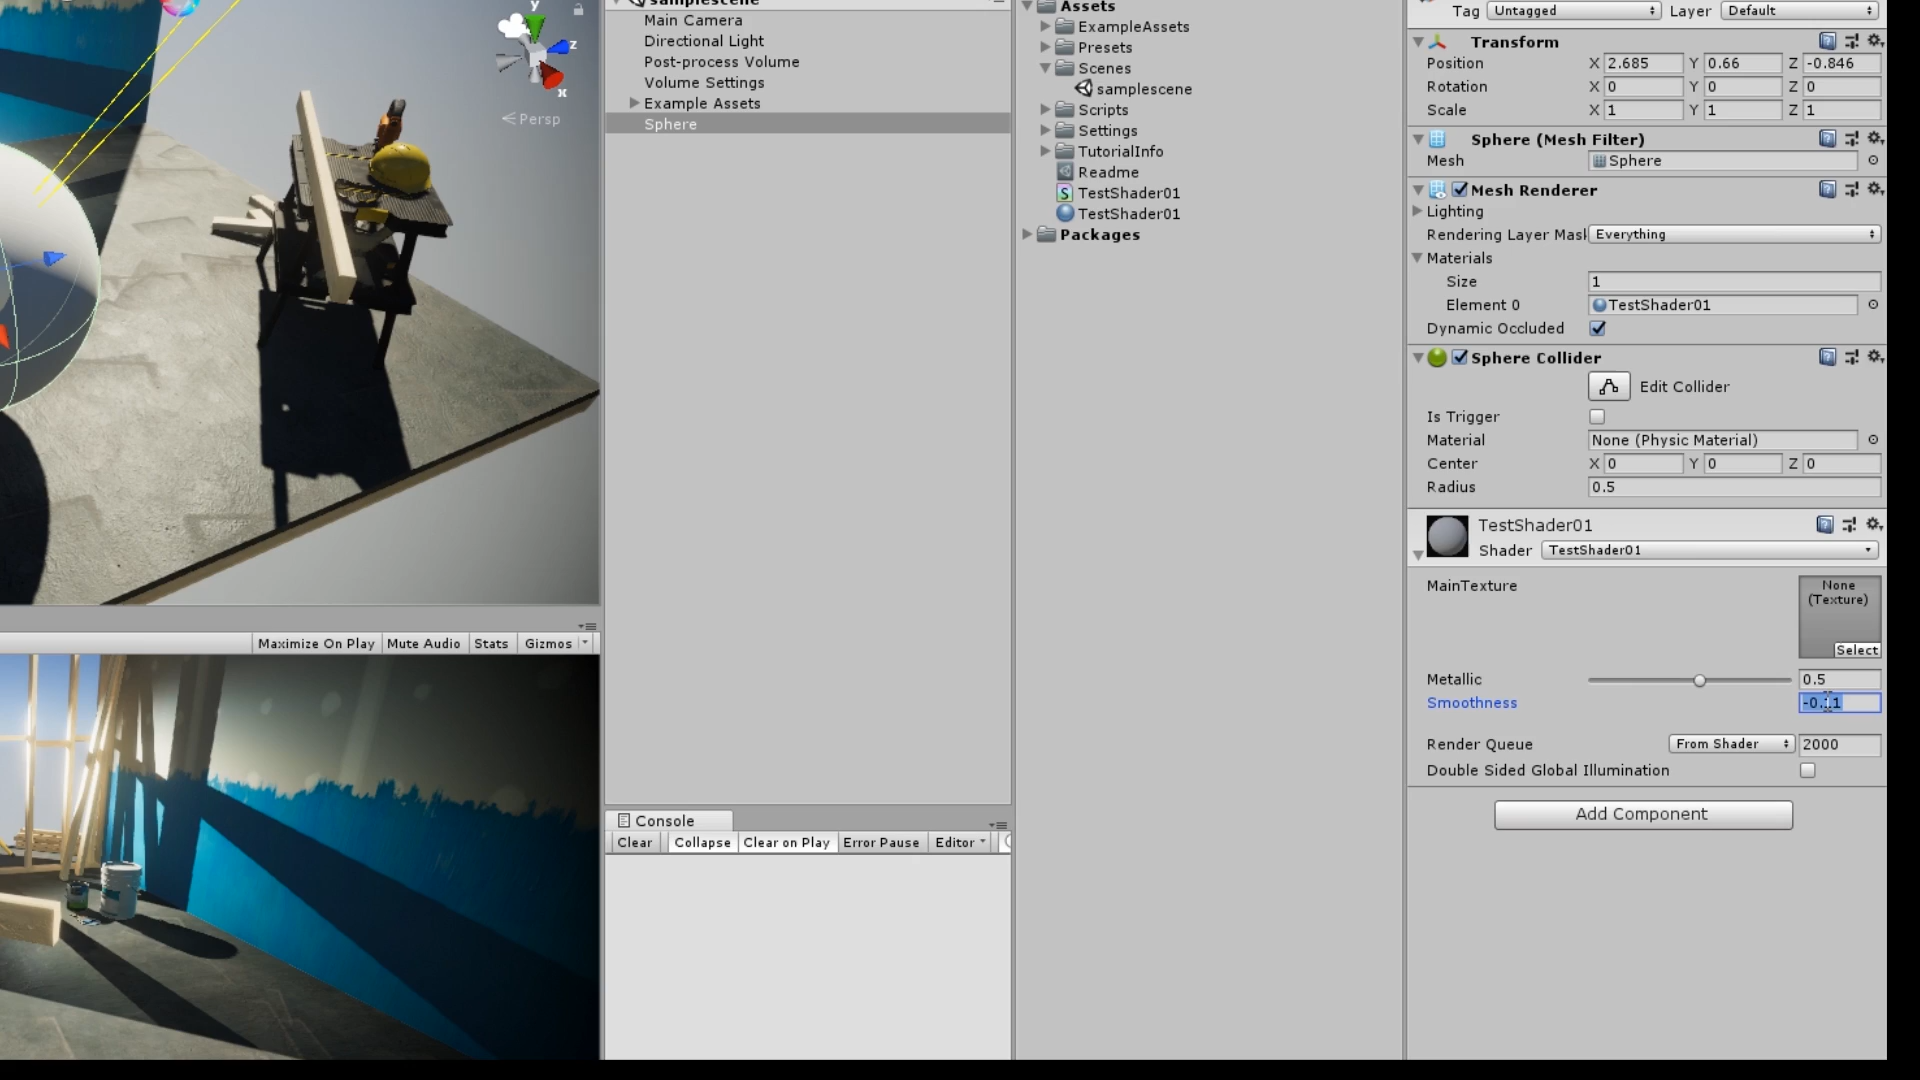 y
z
x
Persp
Maximize On Play Mute Audio Stats Gizmos
samplescene
Main Camera
Directional Light
Post-process Volume
Volume Settings
Example Assets
Sphere
Console
Clear Collapse Clear on Play Error Pause Editor
Assets
ExampleAssets
Presets
Scenes
samplescene
Scripts
Settings
TutorialInfo
Readme
TestShader01
TestShader01
Packages
Tag Untagged Layer Default
Transform
Position X 2.685 Y 0.66 Z -0.846
Rotation X 0 Y 0 Z 0
Scale X 1 Y 1 Z 1
Sphere (Mesh Filter)
Mesh Sphere
Mesh Renderer
Lighting
Rendering Layer Mask Everything
Materials
Size 1
Element 0 TestShader01
Dynamic Occluded
Sphere Collider
Edit Collider
Is Trigger
Material None (Physic Material)
Center X 0 Y 0 Z 0
Radius 0.5
TestShader01
Shader TestShader01
MainTexture
None
(Texture)
Select
Metallic 0.5
Smoothness
Render Queue From Shader 2000
Double Sided Global Illumination
Add Component